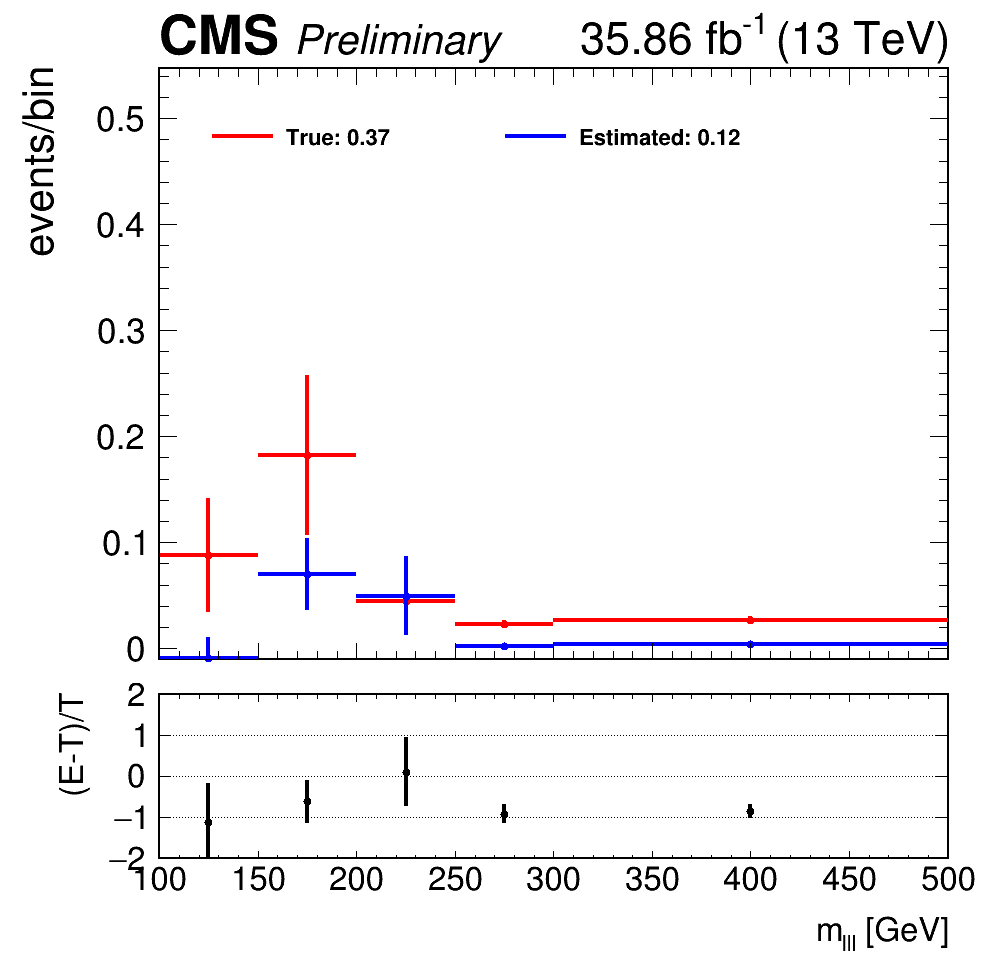 CMS Preliminary 35.86 fb⁻¹ (13 TeV)
events/bin
True: 0.37 Estimated: 0.12
0.5
0.4
0.3
0.2
0.1
0
(E-T)/T
2
1
0
−1
−2
100 150 200 250 300 350 400 450 500
m_lll [GeV]